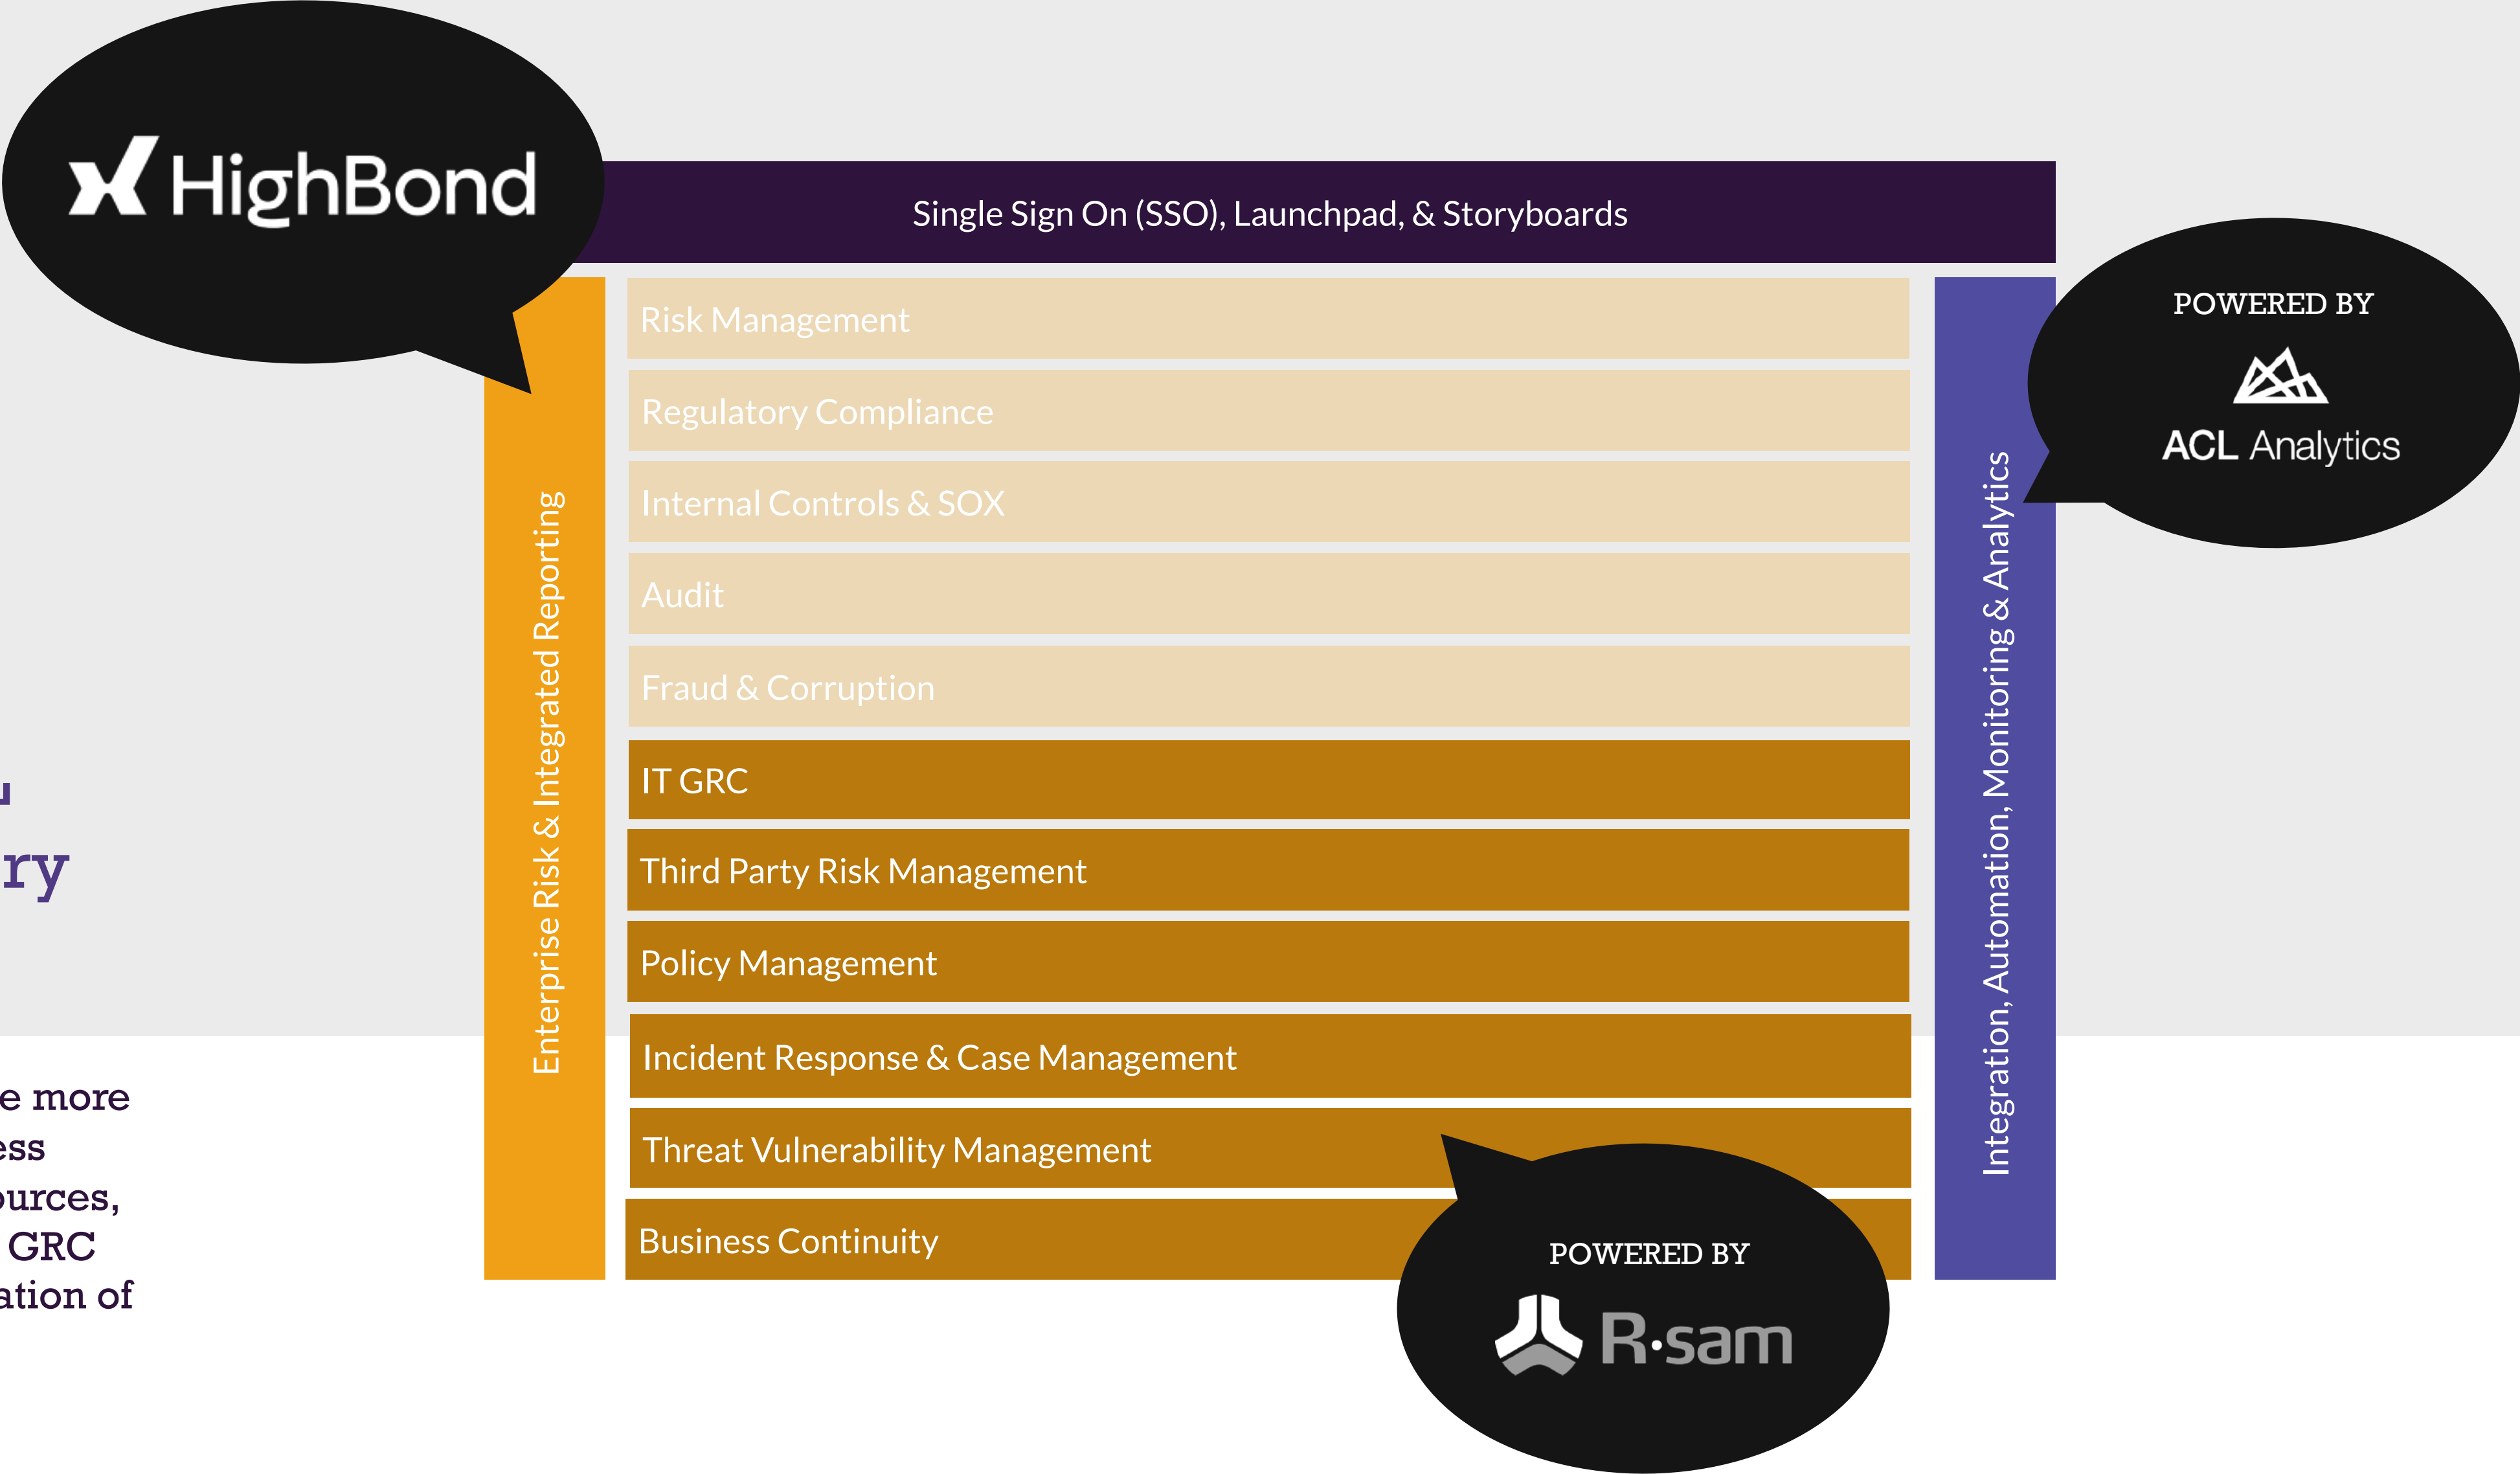 HighBond
Single Sign On (SSO), Launchpad, & Storyboards
POWERED BY
ACL Analytics
Enterprise Risk & Integrated Reporting
Risk Management
Regulatory Compliance
Internal Controls & SOX
Audit
Fraud & Corruption
IT GRC
Third Party Risk Management
Policy Management
Incident Response & Case Management
Threat Vulnerability Management
Business Continuity
Integration, Automation, Monitoring & Analytics
POWERED BY
R·sam
ry
e more
ess
ources,
GRC
ation of